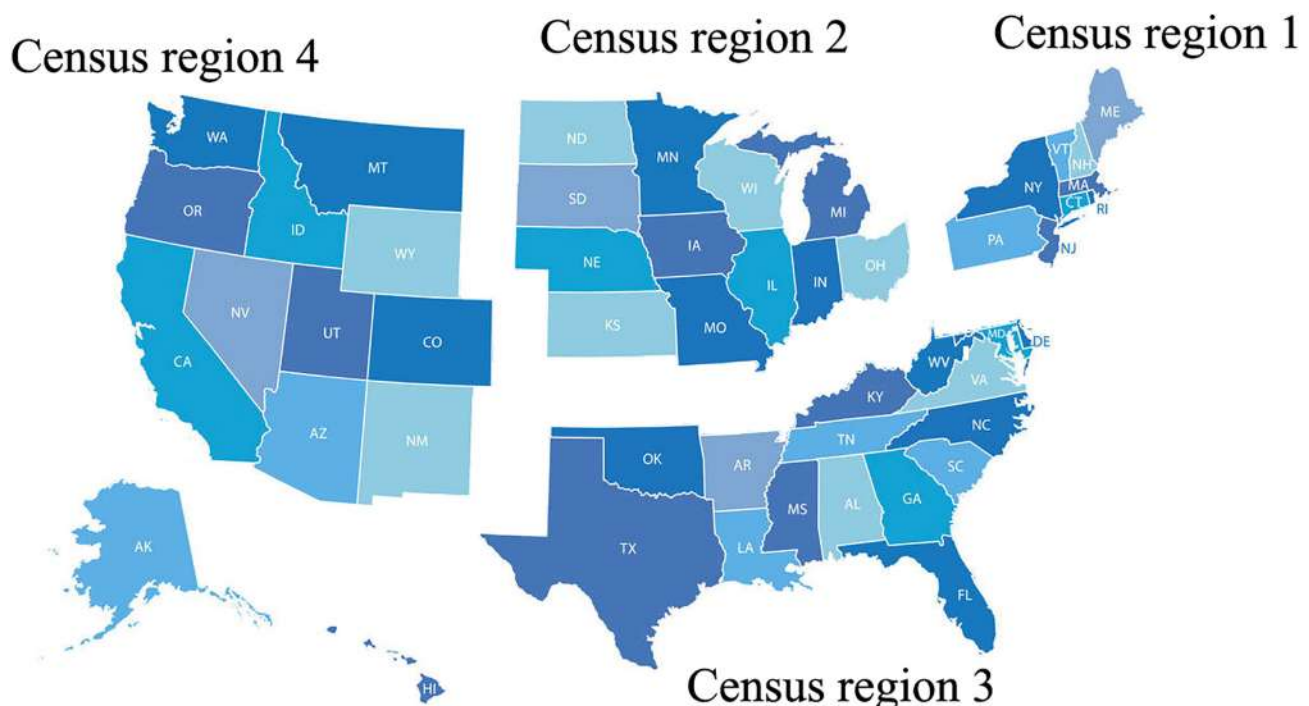 Census region 4
Census region 2
Census region 1
WA
MT
OR
ID
WY
NV
UT
CO
CA
AZ
NM
AK
HI
ND
MN
SD
WI
MI
IA
NE
IL
IN
OH
KS
MO
ME
VT
NH
NY
MA
CT
RI
PA
NJ
MD
DE
WV
VA
KY
NC
TN
SC
OK
AR
MS
AL
GA
TX
LA
FL
Census region 3